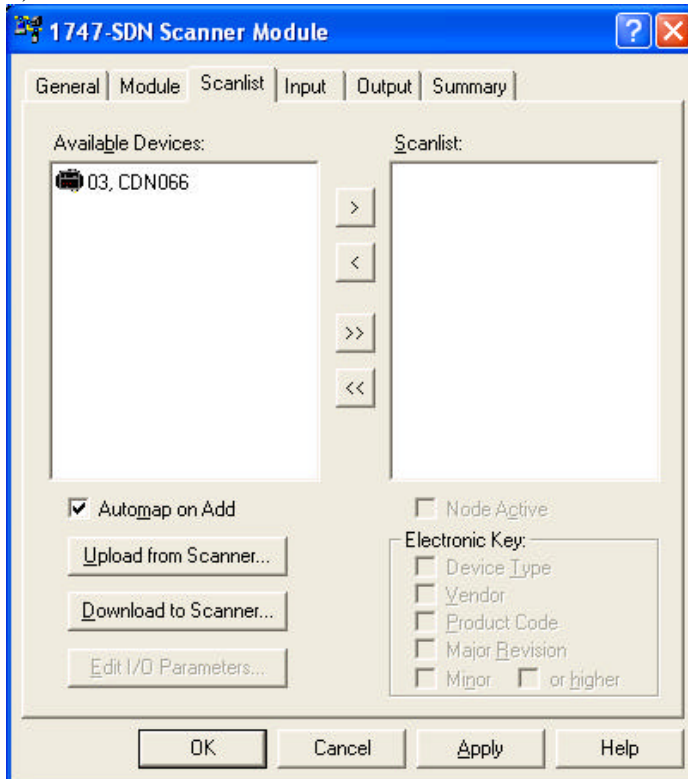 1747-SDN Scanner Module
General Module Scanlist Input Output Summary
Available Devices:
Scanlist:
03, CDN066
>
<
>>
<<
Automap on Add
Node Active
Upload from Scanner...
Electronic Key:
Device Type
Vendor
Download to Scanner...
Product Code
Major Revision
Edit I/O Parameters...
Minor or higher
OK Cancel Apply Help